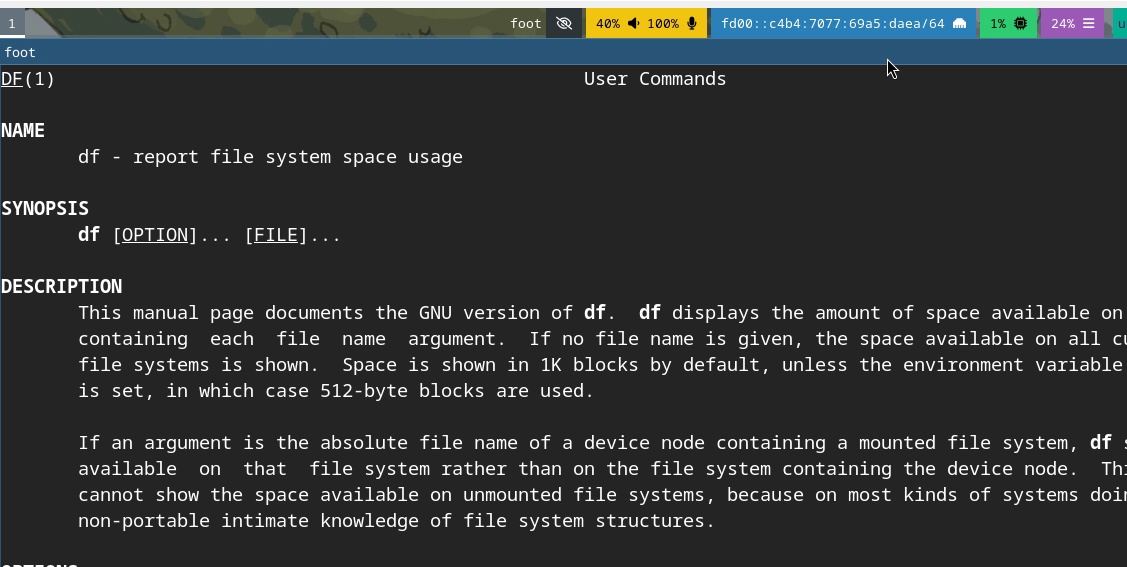 1 foot 40% 100% fd00::c4b4:7077:69a5:daea/64 1% 24%
foot
DF(1) User Commands
NAME
df - report file system space usage
SYNOPSIS
df [OPTION]... [FILE]...
DESCRIPTION
This manual page documents the GNU version of df.  df displays the amount of space available on
containing  each  file  name  argument.  If no file name is given, the space available on all
file systems is shown.  Space is shown in 1K blocks by default, unless the environment variable
is set, in which case 512-byte blocks are used.
If an argument is the absolute file name of a device node containing a mounted file system, df
available  on  that  file system rather than on the file system containing the device node.
cannot show the space available on unmounted file systems, because on most kinds of systems
non-portable intimate knowledge of file system structures.